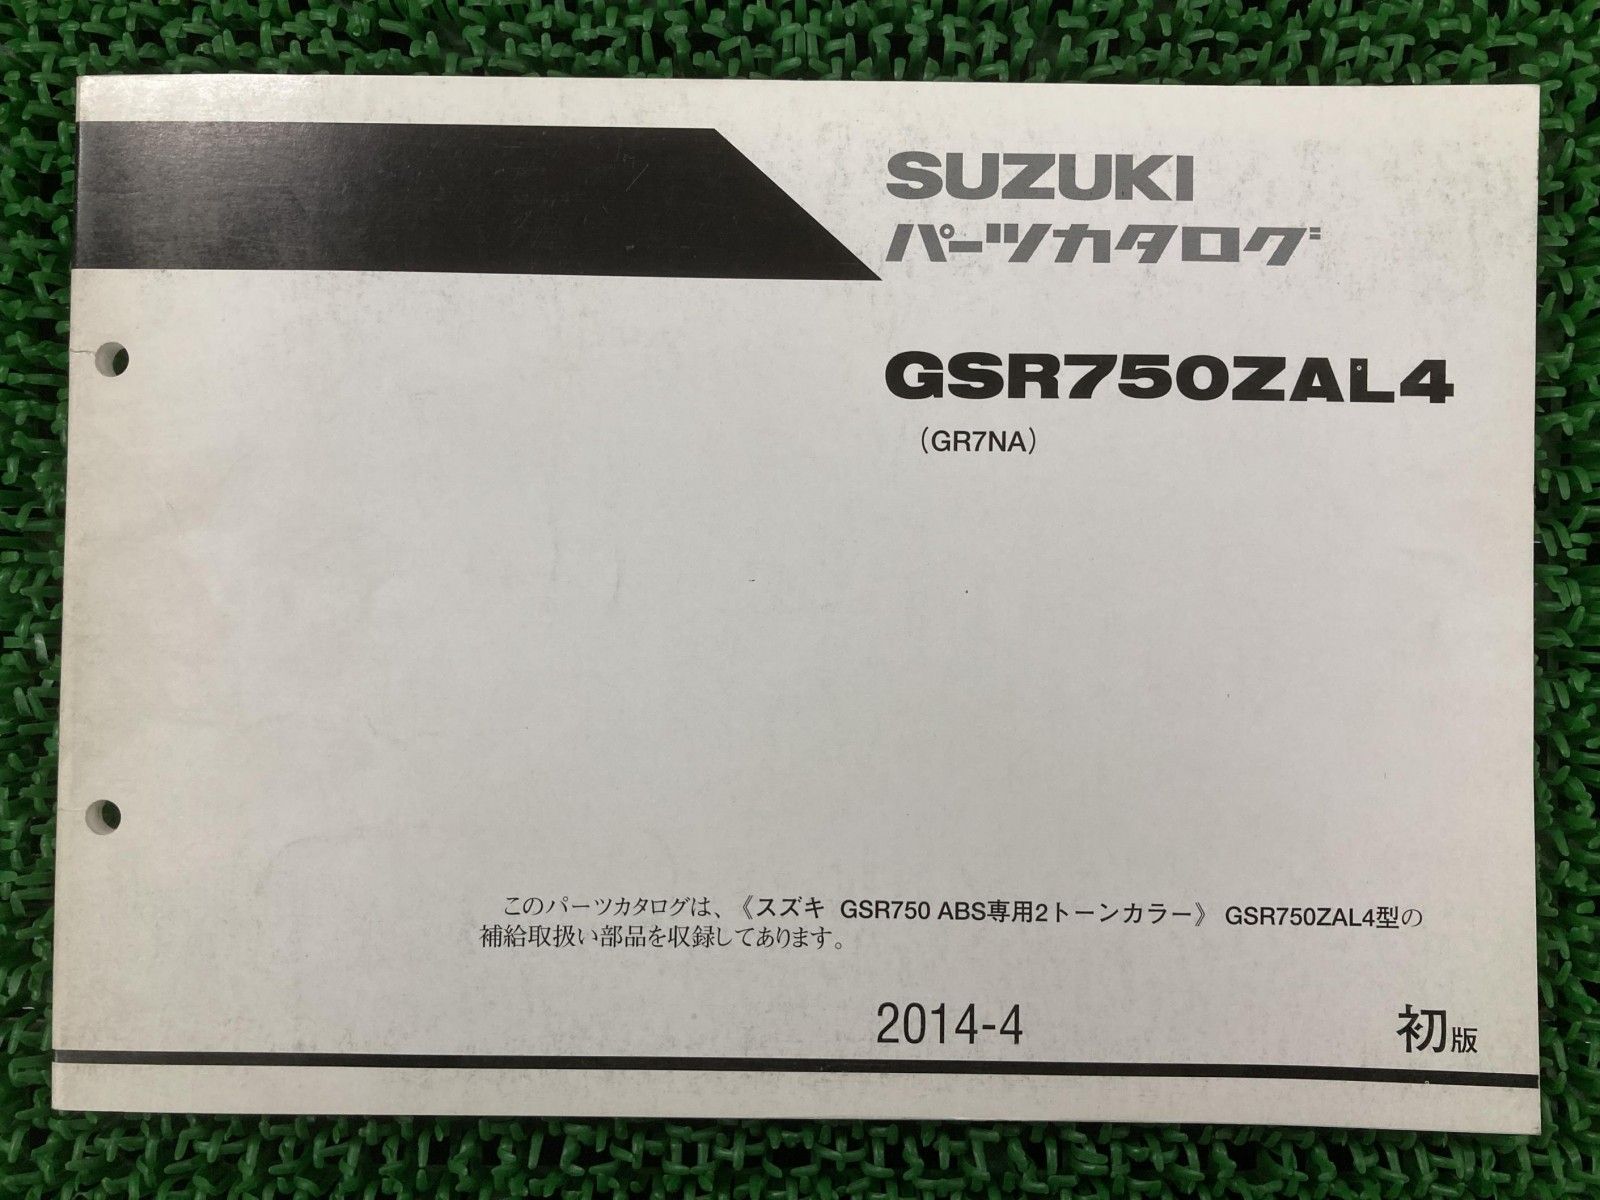 SUZUKI
パーツカタログ
GSR750ZAL4
（GR7NA）
このパーツカタログは、《スズキ GSR750 ABS専用2トーンカラー》 GSR750ZAL4型の
補給取扱い部品を収録してあります。
2014-4 初版